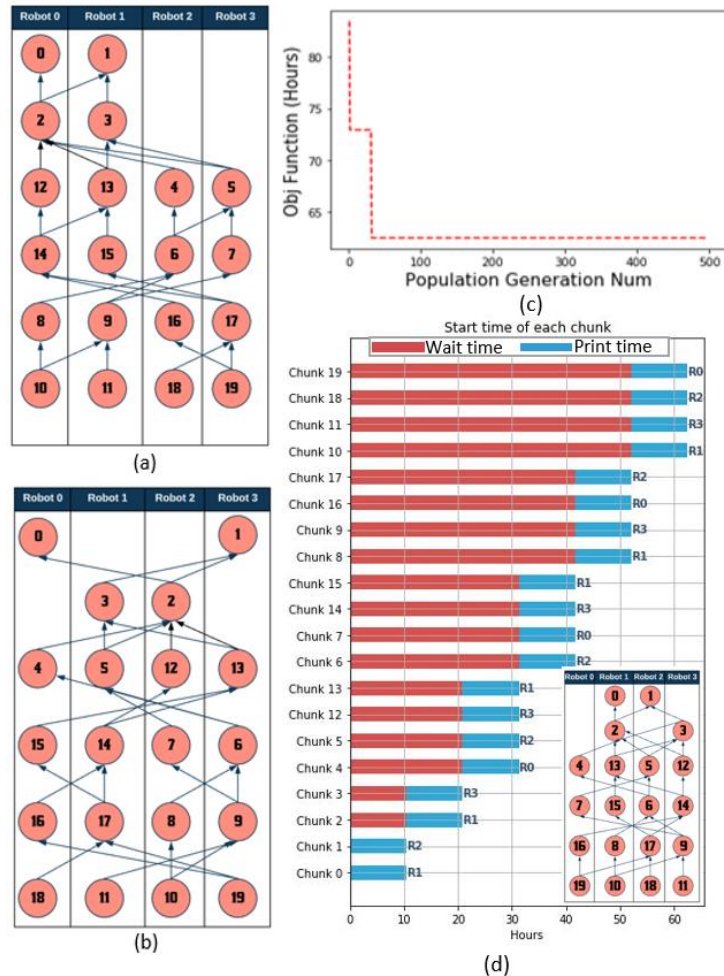 Robot 0 Robot 1 Robot 2 Robot 3
0 1
2 3
12 13 4 5
14 15 6 7
8 9 16 17
10 11 18 19
(a)
Robot 0 Robot 1 Robot 2 Robot 3
0 1
3 2
4 5 12 13
15 14 7 6
16 17 8 9
18 11 10 19
(b)
Obj Function (Hours)
80
75
70
65
0 100 200 300 400 500
Population Generation Num
(c)
Start time of each chunk
Wait time Print time
Chunk 19 R0
Chunk 18 R2
Chunk 11 R3
Chunk 10 R1
Chunk 17 R2
Chunk 16 R0
Chunk 9 R3
Chunk 8 R1
Chunk 15 R1
Chunk 14 R3
Chunk 7 R0
Chunk 6 R2
Chunk 13 R1
Chunk 12 R3
Chunk 5 R2
Chunk 4 R0
Chunk 3 R3
Chunk 2 R1
Chunk 1 R2
Chunk 0 R1
0 10 20 30 40 50 60
Hours
Robot 0 Robot 1 Robot 2 Robot 3
0 1
2 3
4 13 5 12
7 15 6 14
16 8 17 9
19 10 18 11
(d)